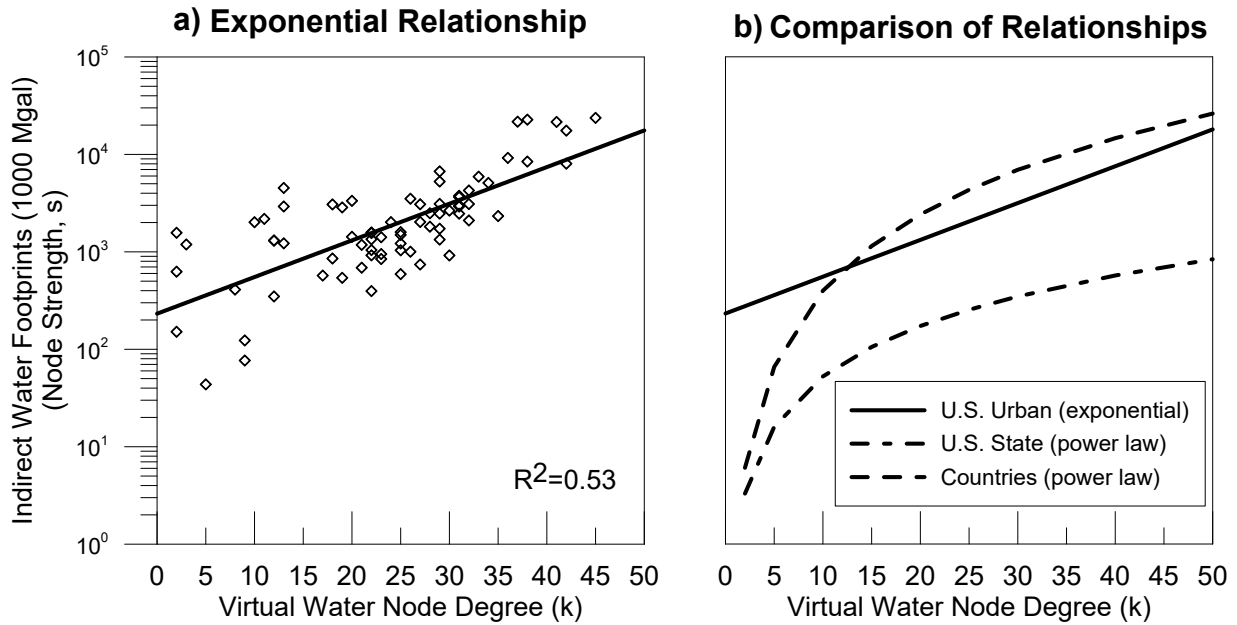 a) Exponential Relationship
b) Comparison of Relationships
Indirect Water Footprints (1000 Mgal)
(Node Strength, s)
10^5
10^4
10^3
10^2
10^1
10^0
R^2=0.53
0 5 10 15 20 25 30 35 40 45 50
Virtual Water Node Degree (k)
U.S. Urban (exponential)
U.S. State (power law)
Countries (power law)
0 5 10 15 20 25 30 35 40 45 50
Virtual Water Node Degree (k)